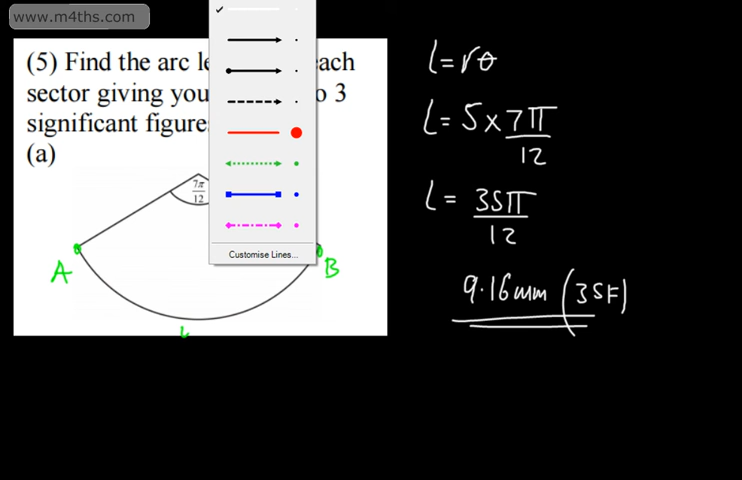 www.m4ths.com
(5) Find the arc le ach
sector giving you o 3
significant figure
(a)
7π
12
A
B
L
Customise Lines...
l = rθ
l = 5 × 7π
12
l = 35π
12
9.16mm (3SF)